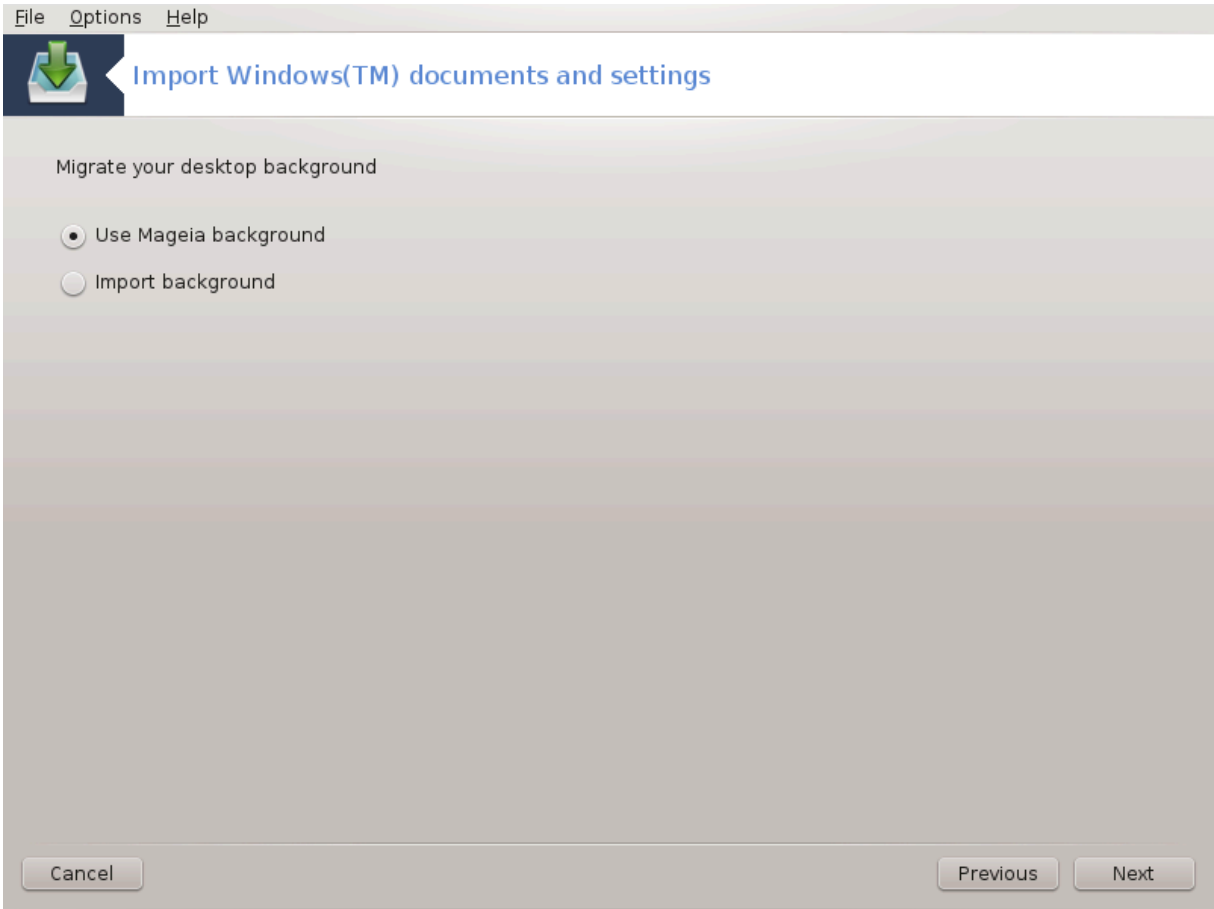 File Options Help
Import Windows(TM) documents and settings
Migrate your desktop background
Use Mageia background
Import background
Cancel Previous Next